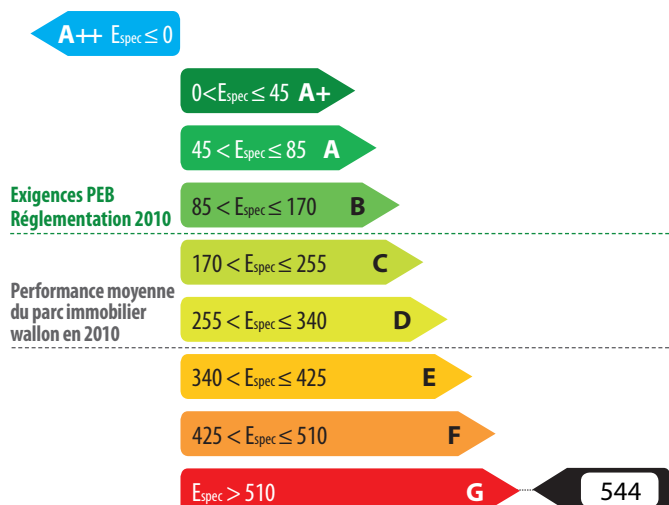 A++ Espec ≤ 0
0<Espec ≤ 45 A+
45 < Espec ≤ 85 A
Exigences PEB
Réglementation 2010
85 < Espec ≤ 170 B
170 < Espec ≤ 255 C
Performance moyenne
du parc immobilier
wallon en 2010
255 < Espec ≤ 340 D
340 < Espec ≤ 425 E
425 < Espec ≤ 510 F
Espec > 510 G 544